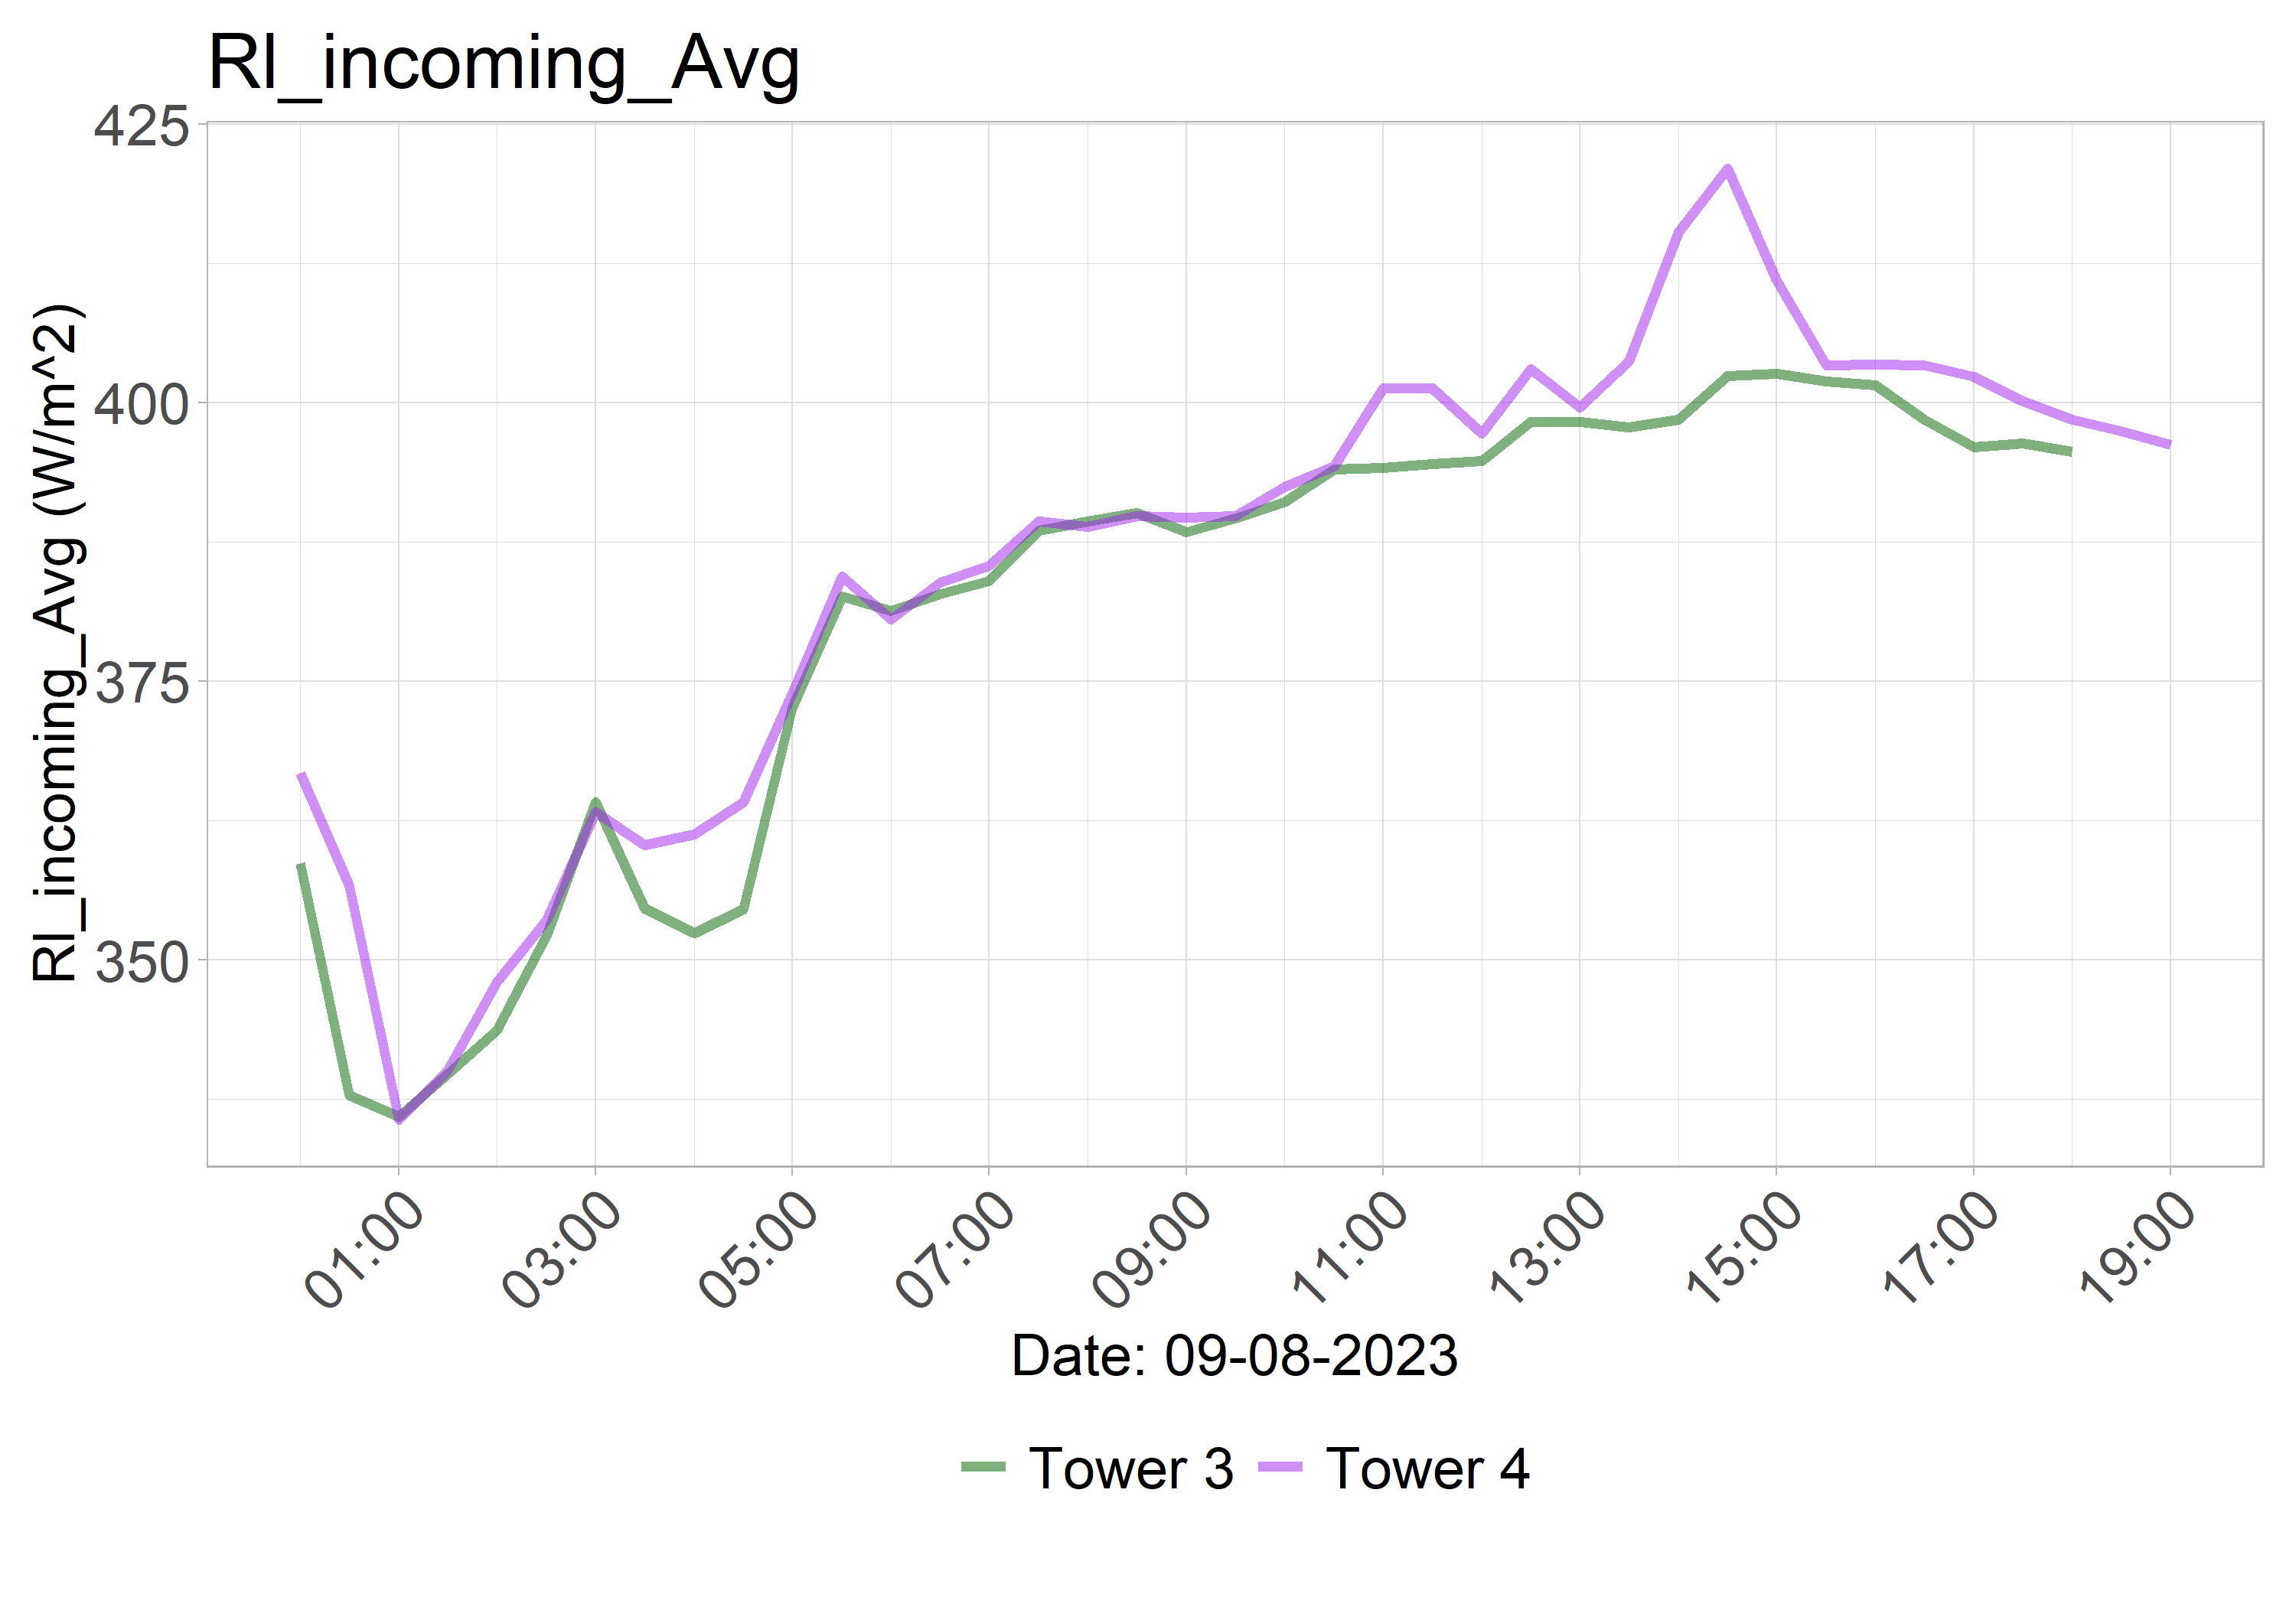 Rl_incoming_Avg
425
400
375
350
Rl_incoming_Avg (W/m^2)
01:00 03:00 05:00 07:00 09:00 11:00 13:00 15:00 17:00 19:00
Date: 09-08-2023
Tower 3 Tower 4